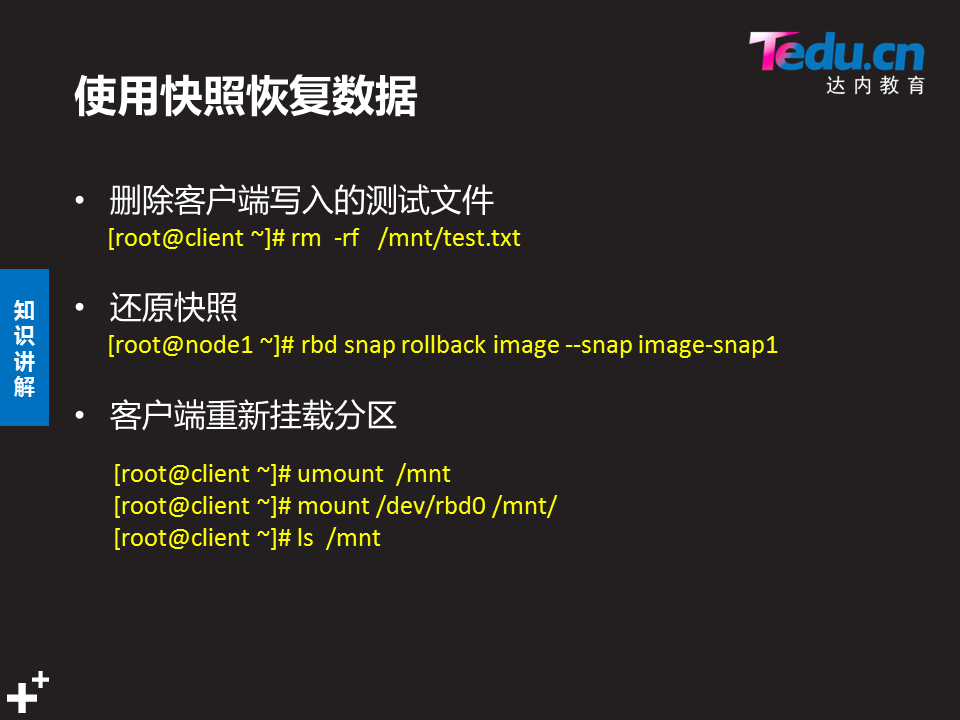 Tedu.cn
达内教育
使用快照恢复数据
• 删除客户端写入的测试文件
[root@client ~]# rm  -rf   /mnt/test.txt
知识讲解
• 还原快照
[root@node1 ~]# rbd snap rollback image --snap image-snap1
• 客户端重新挂载分区
[root@client ~]# umount  /mnt
[root@client ~]# mount /dev/rbd0 /mnt/
[root@client ~]# ls  /mnt